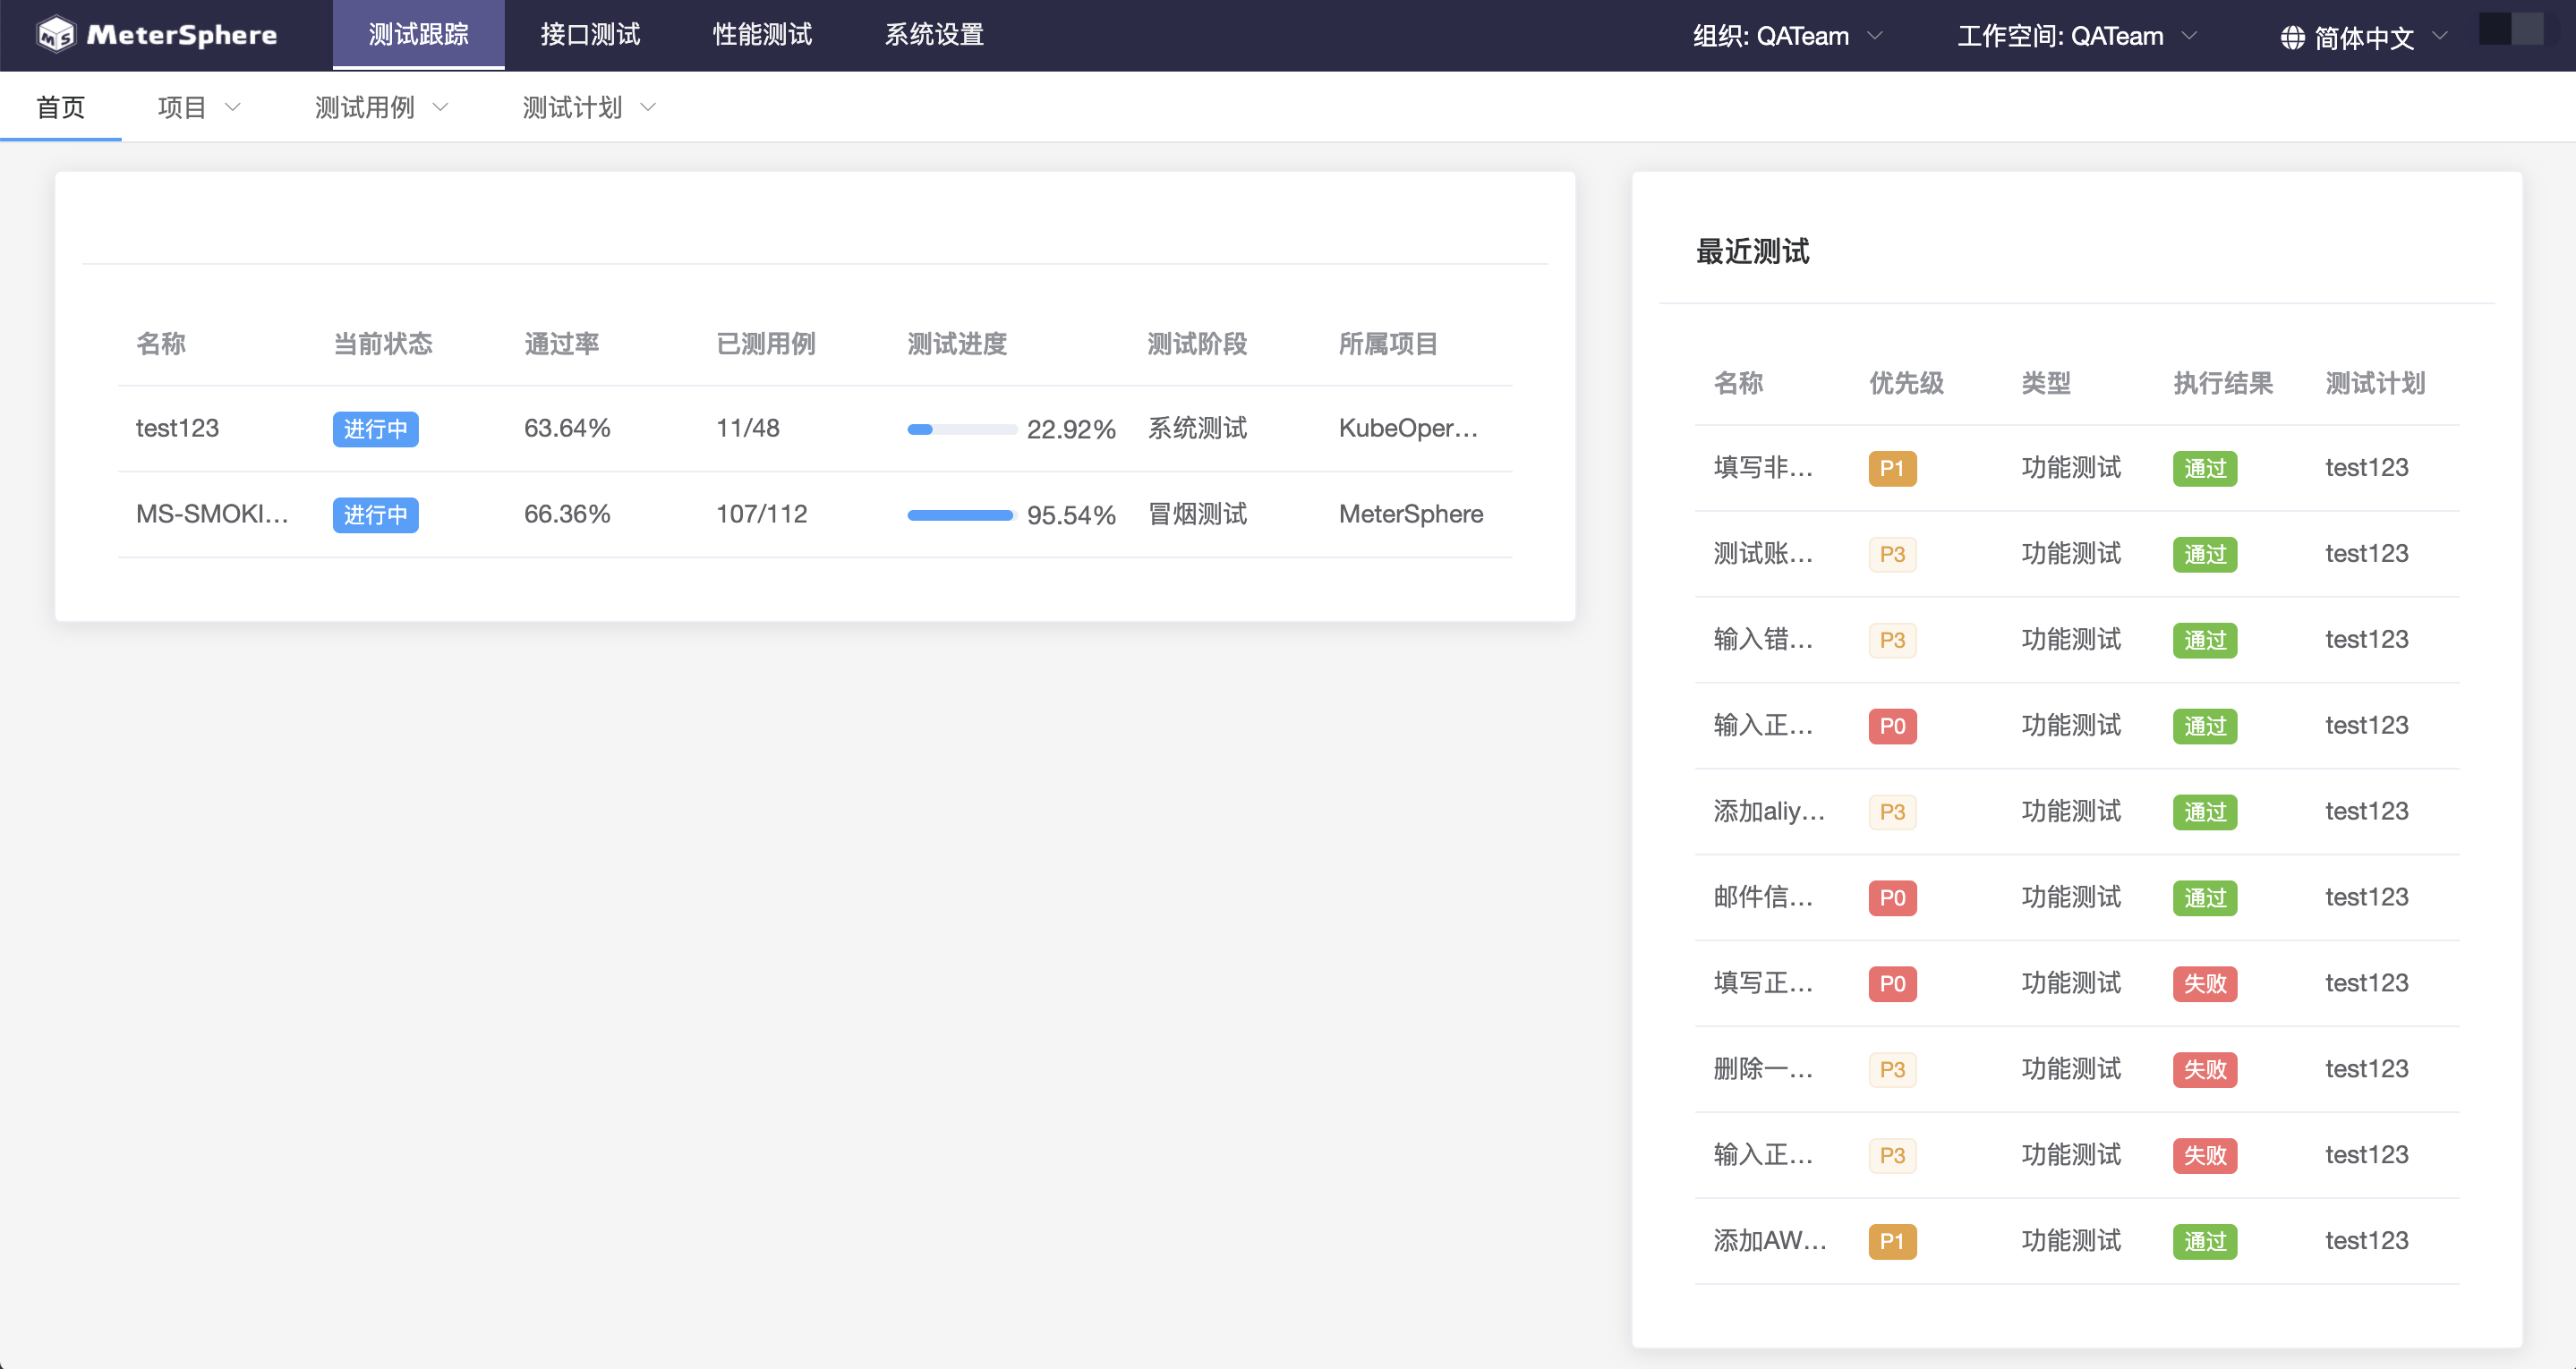 MeterSphere 测试跟踪 接口测试 性能测试 系统设置 组织: QATeam 工作空间: QATeam 简体中文
首页 项目 测试用例 测试计划
名称 当前状态 通过率 已测用例 测试进度 测试阶段 所属项目
test123 进行中 63.64% 11/48 22.92% 系统测试 KubeOper...
MS-SMOKI... 进行中 66.36% 107/112 95.54% 冒烟测试 MeterSphere
最近测试
名称 优先级 类型 执行结果 测试计划
填写非... P1 功能测试 通过 test123
测试账... P3 功能测试 通过 test123
输入错... P3 功能测试 通过 test123
输入正... P0 功能测试 通过 test123
添加aliy... P3 功能测试 通过 test123
邮件信... P0 功能测试 通过 test123
填写正... P0 功能测试 失败 test123
删除一... P3 功能测试 失败 test123
输入正... P3 功能测试 失败 test123
添加AW... P1 功能测试 通过 test123